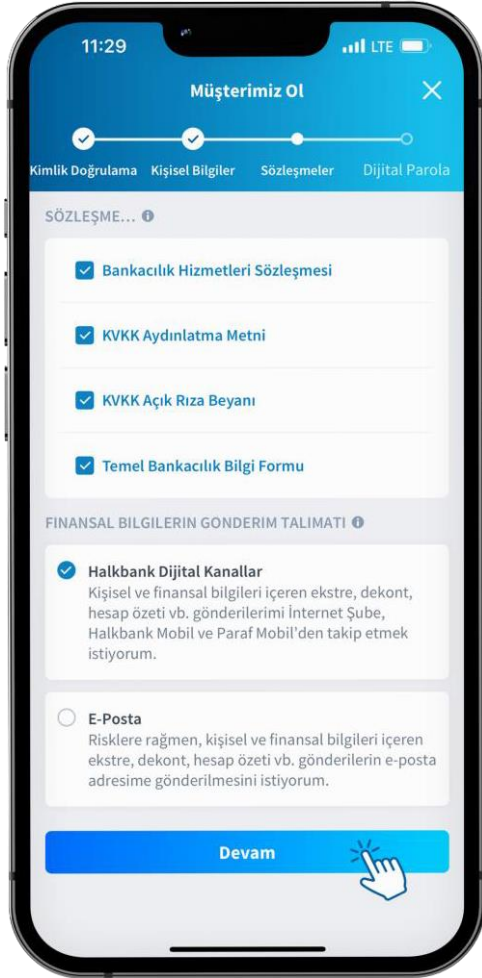 11:29
LTE
Müşterimiz Ol
Kimlik Doğrulama Kişisel Bilgiler Sözleşmeler Dijital Parola
SÖZLEŞME...
Bankacılık Hizmetleri Sözleşmesi
KVKK Aydınlatma Metni
KVKK Açık Rıza Beyanı
Temel Bankacılık Bilgi Formu
FINANSAL BILGILERIN GONDERIM TALIMATI
Halkbank Dijital Kanallar
Kişisel ve finansal bilgileri içeren ekstre, dekont,
hesap özeti vb. gönderilerimi İnternet Şube,
Halkbank Mobil ve Paraf Mobil'den takip etmek
istiyorum.
E-Posta
Risklere rağmen, kişisel ve finansal bilgileri içeren
ekstre, dekont, hesap özeti vb. gönderilerin e-posta
adresime gönderilmesini istiyorum.
Devam